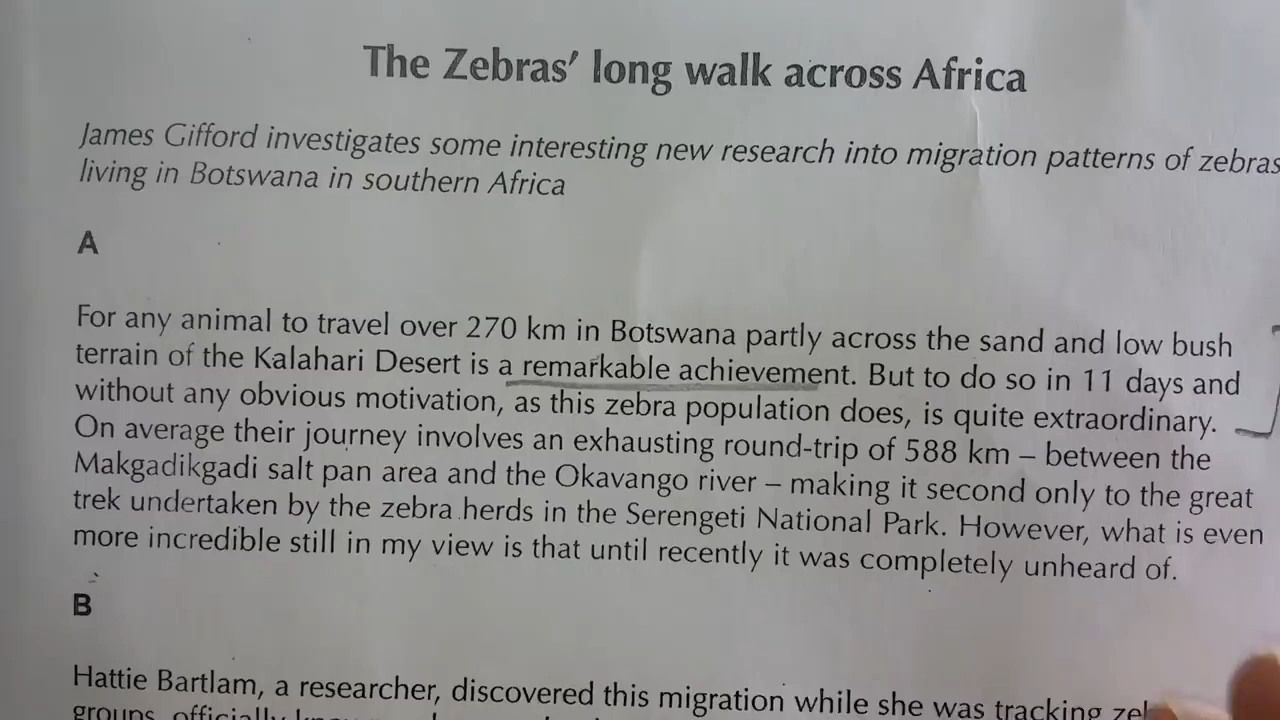 The Zebras' long walk across Africa
James Gifford investigates some interesting new research into migration patterns of zebras
living in Botswana in southern Africa
A
For any animal to travel over 270 km in Botswana partly across the sand and low bush
terrain of the Kalahari Desert is a remarkable achievement. But to do so in 11 days and
without any obvious motivation, as this zebra population does, is quite extraordinary.
On average their journey involves an exhausting round-trip of 588 km – between the
Makgadikgadi salt pan area and the Okavango river – making it second only to the great
trek undertaken by the zebra herds in the Serengeti National Park. However, what is even
more incredible still in my view is that until recently it was completely unheard of.
B
Hattie Bartlam, a researcher, discovered this migration while she was tracking
groups, officially